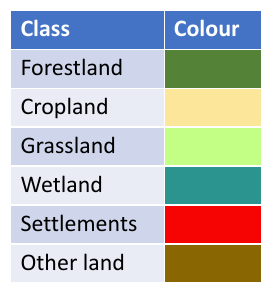 Class Colour
Forestland
Cropland
Grassland
Wetland
Settlements
Other land